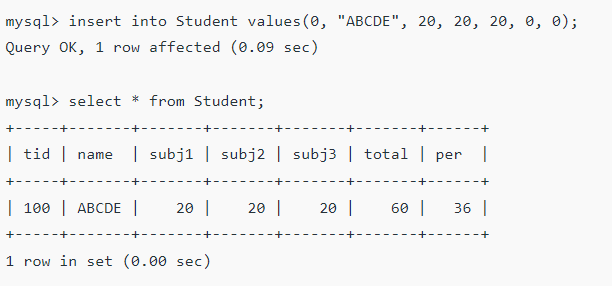 mysql> insert into Student values(0, "ABCDE", 20, 20, 20, 0, 0);
Query OK, 1 row affected (0.09 sec)
mysql> select * from Student;
+-----+-------+-------+-------+-------+-------+------+
| tid | name  | subj1 | subj2 | subj3 | total | per  |
+-----+-------+-------+-------+-------+-------+------+
| 100 | ABCDE |    20 |    20 |    20 |    60 |   36 |
+-----+-------+-------+-------+-------+-------+------+
1 row in set (0.00 sec)